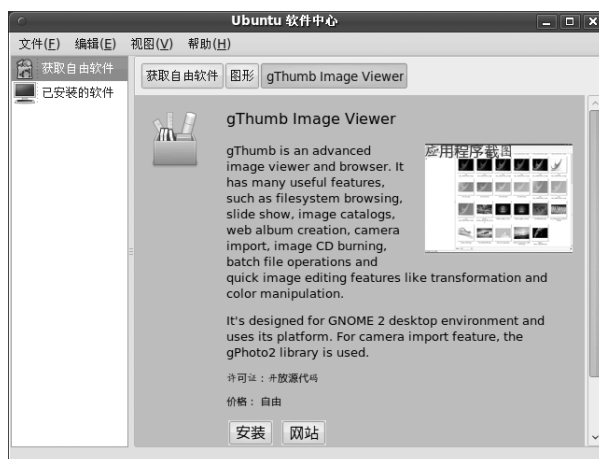 Ubuntu 软件中心
文件(F) 编辑(E) 视图(V) 帮助(H)
获取自由软件
已安装的软件
获取自由软件 图形 gThumb Image Viewer
gThumb Image Viewer
gThumb is an advanced
image viewer and browser. It
has many useful features,
such as filesystem browsing,
slide show, image catalogs,
web album creation, camera
import, image CD burning,
batch file operations and
quick image editing features like transformation and
color manipulation.
应用程序截图
It's designed for GNOME 2 desktop environment and
uses its platform. For camera import feature, the
gPhoto2 library is used.
许可证：开放源代码
价格： 自由
安装 网站